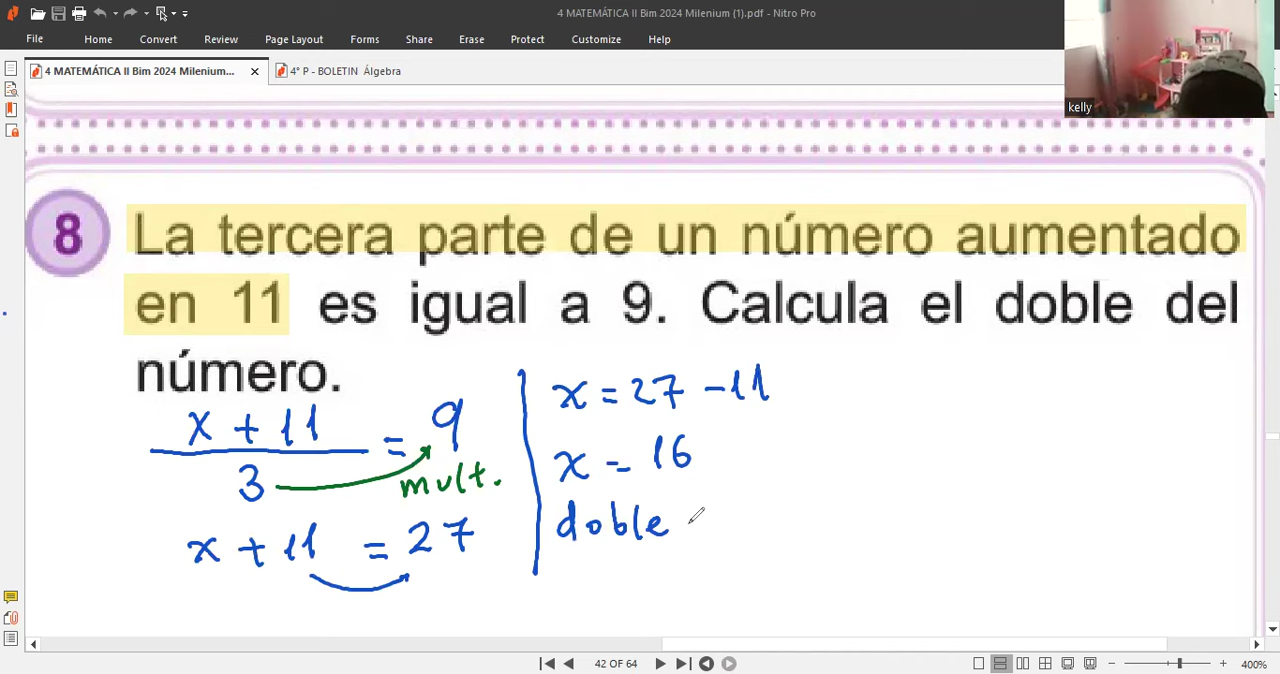 4 MATEMÁTICA II Bim 2024 Milenium (1).pdf - Nitro Pro
File Home Convert Review Page Layout Forms Share Erase Protect Customize Help
4 MATEMÁTICA II Bim 2024 Milenium... × 4° P - BOLETIN Álgebra
kelly
8 La tercera parte de un número aumentado
en 11 es igual a 9. Calcula el doble del
número.
x + 11 = 9
3
mult.
x + 11 = 27
x = 27 - 11
x = 16
doble
42 OF 64
400%